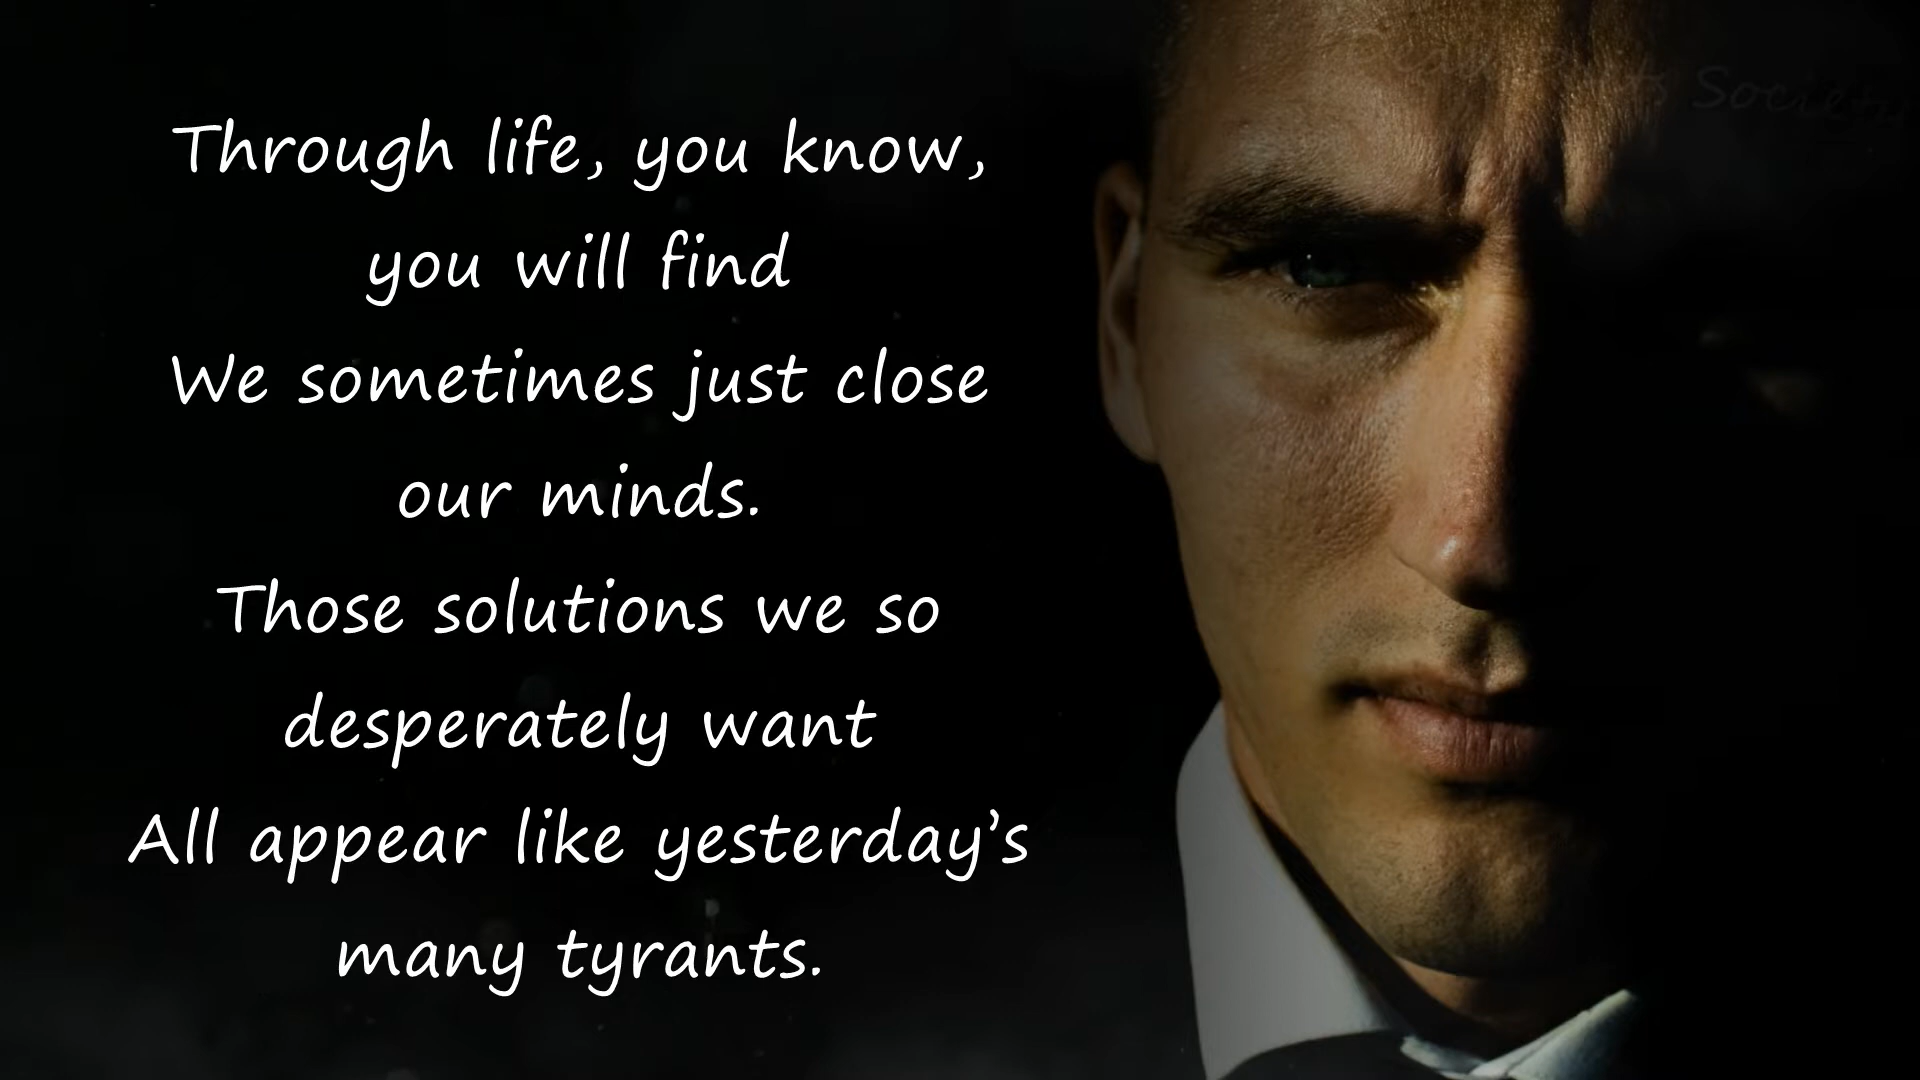 Society
Through life, you know,
you will find
We sometimes just close
our minds.
Those solutions we so
desperately want
All appear like yesterday’s
many tyrants.